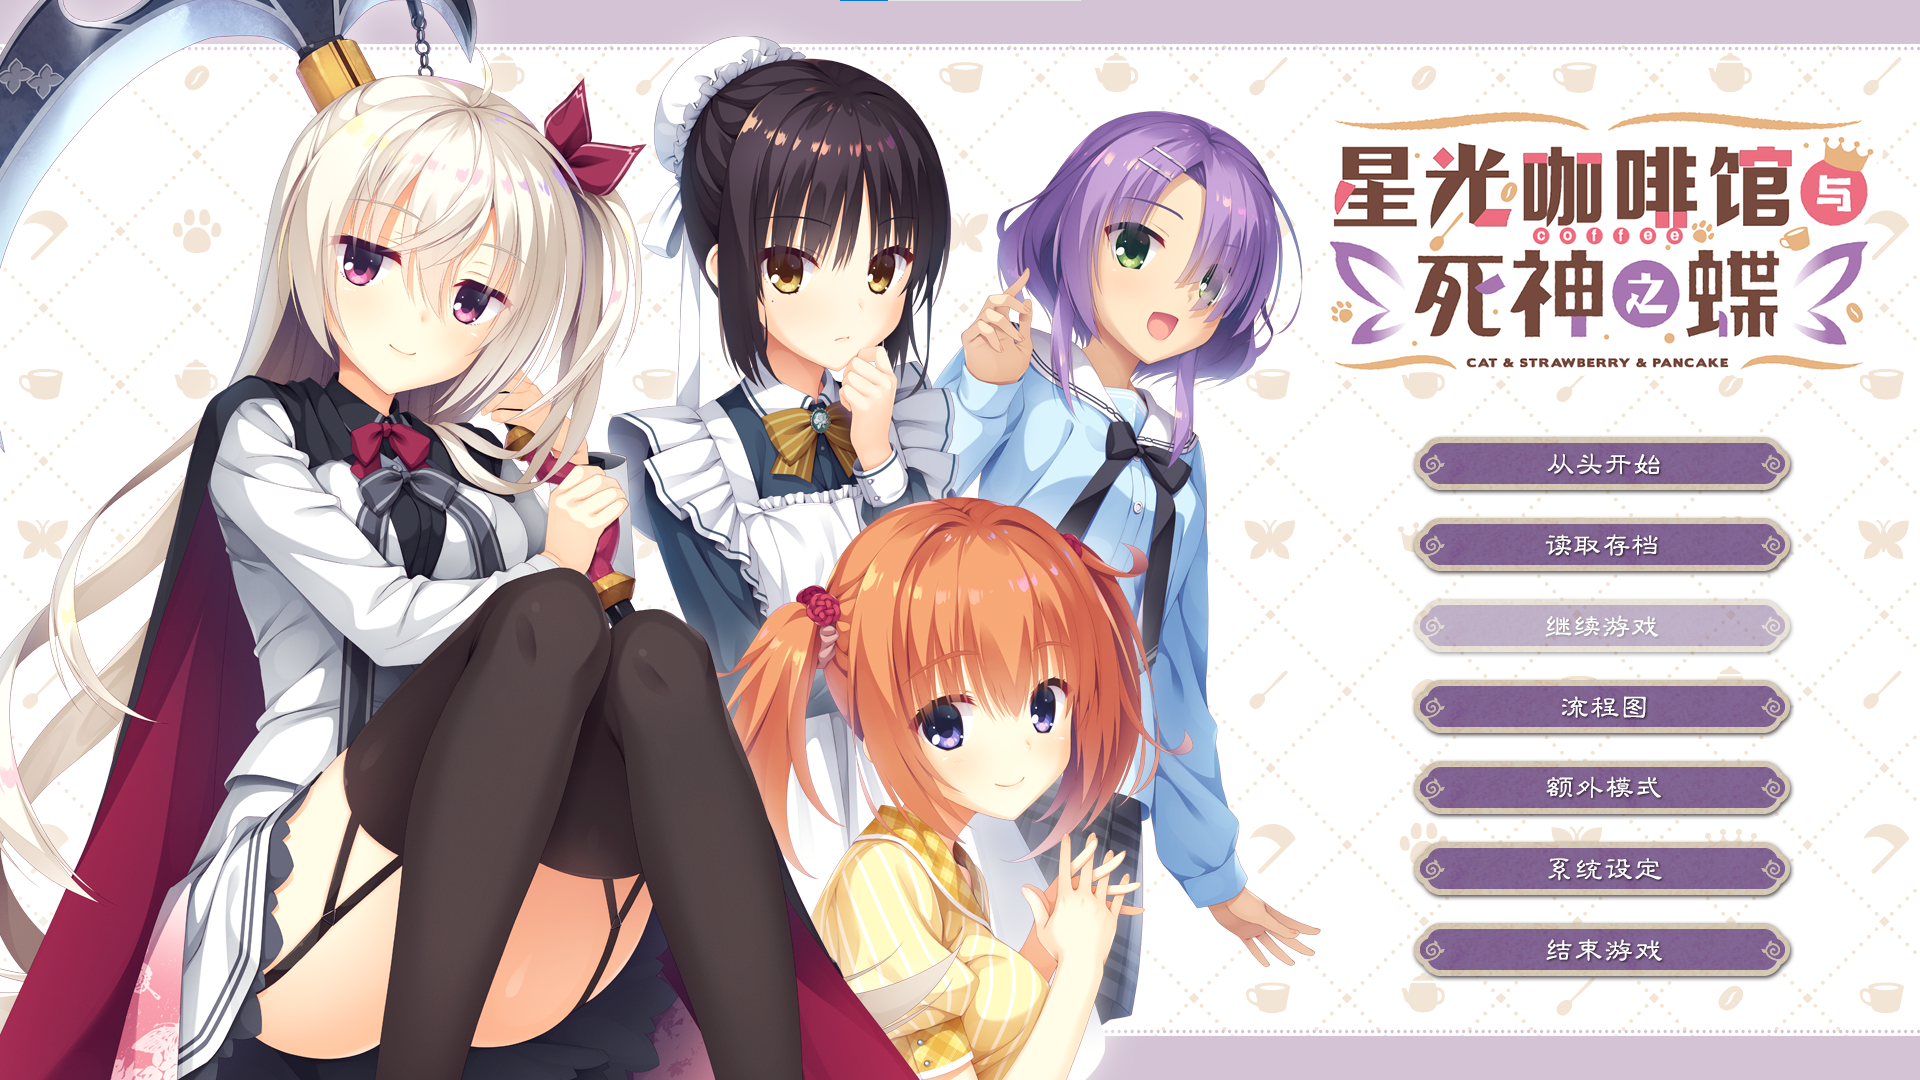 星光咖啡馆与
coffee
死神之蝶
CAT & STRAWBERRY & PANCAKE
从头开始
读取存档
继续游戏
流程图
额外模式
系统设定
结束游戏